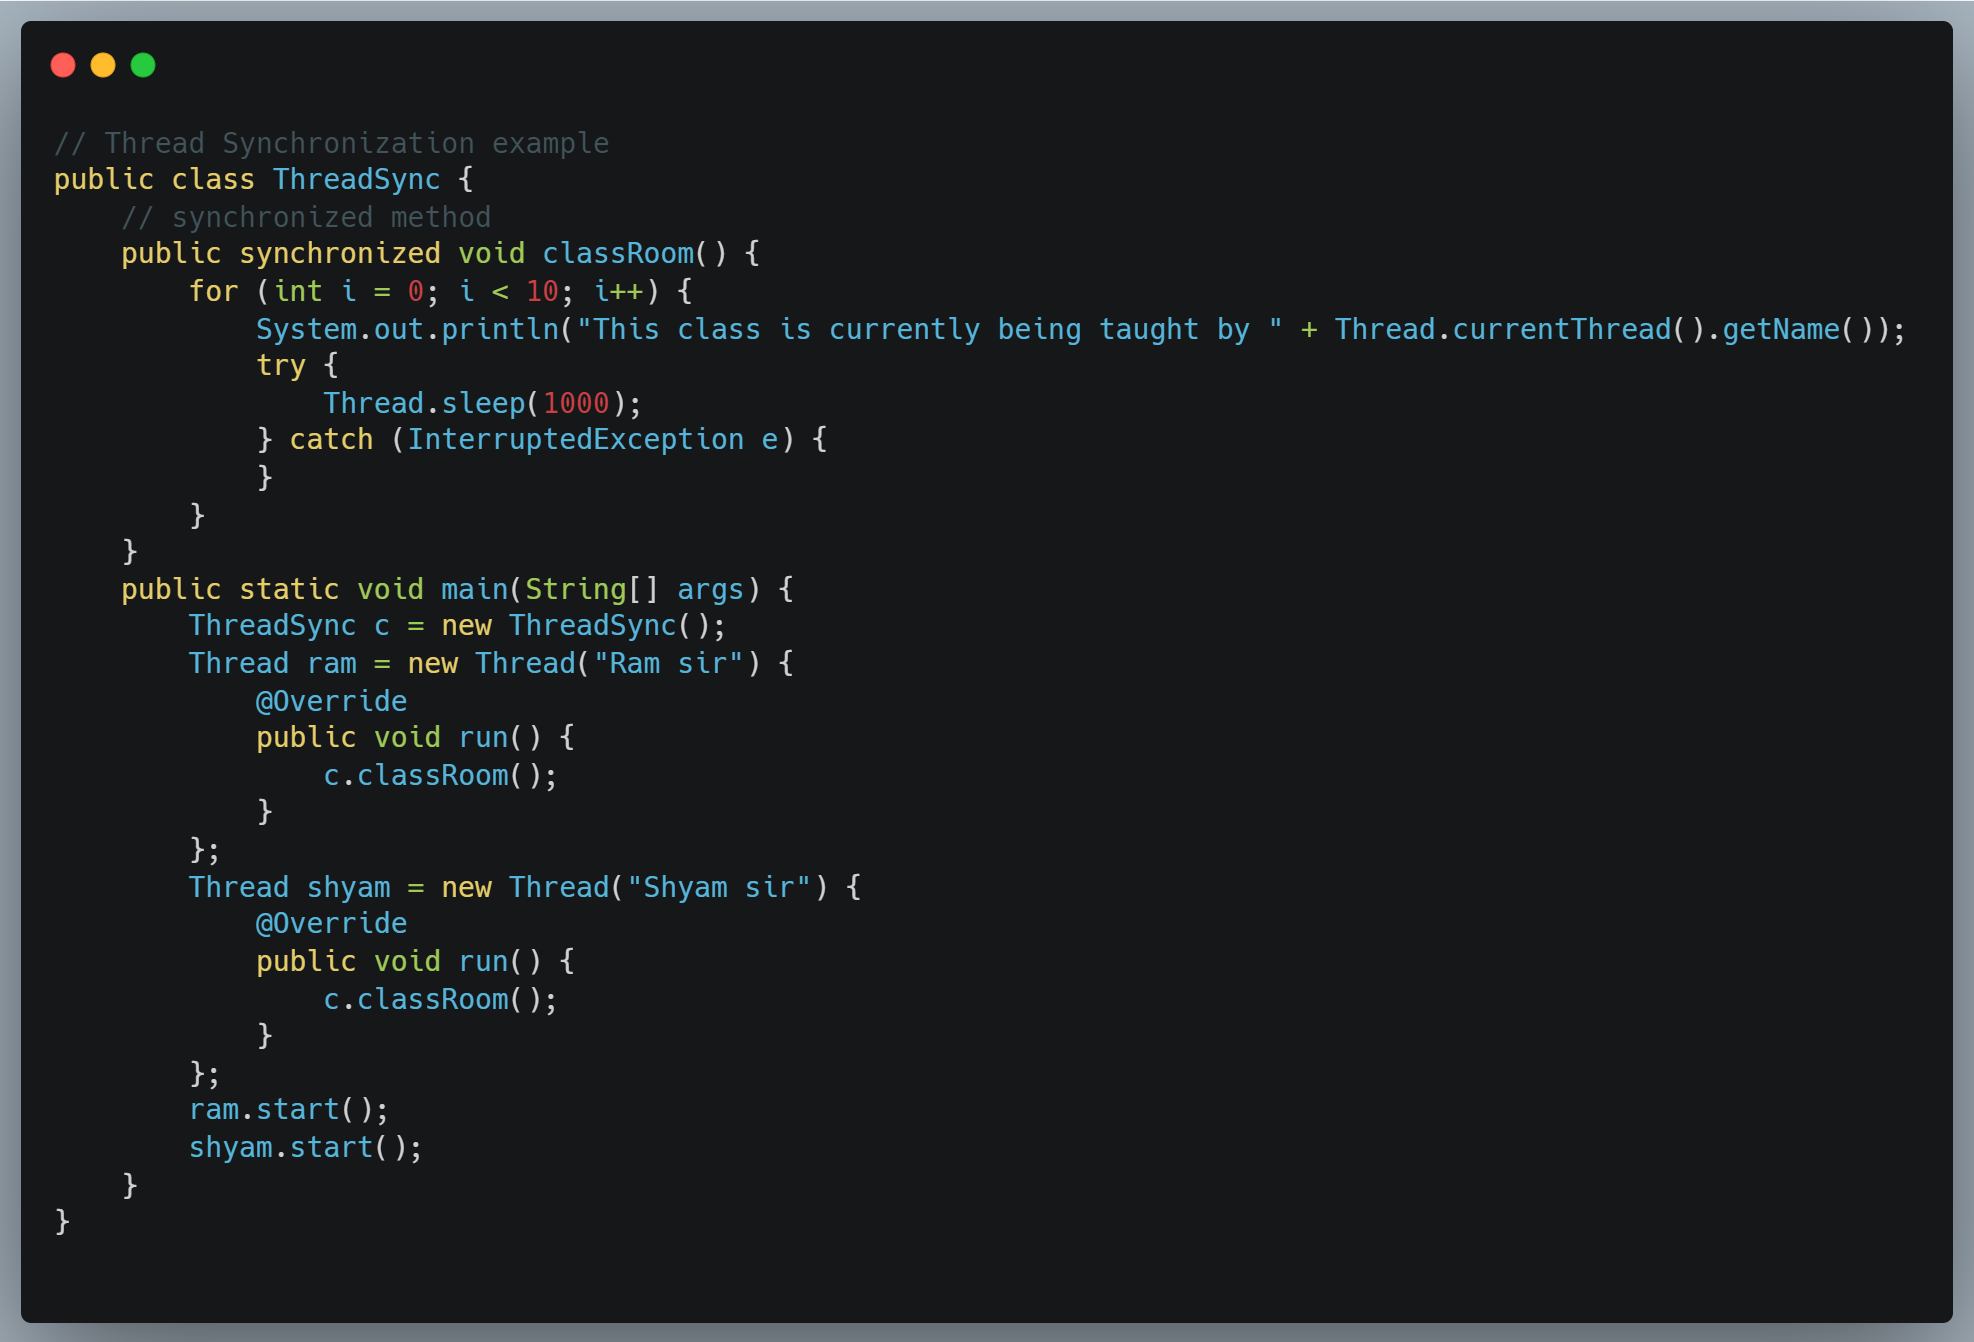 // Thread Synchronization example
public class ThreadSync {
    // synchronized method
    public synchronized void classRoom() {
        for (int i = 0; i < 10; i++) {
            System.out.println("This class is currently being taught by " + Thread.currentThread().getName());
            try {
                Thread.sleep(1000);
            } catch (InterruptedException e) {
            }
        }
    }
    public static void main(String[] args) {
        ThreadSync c = new ThreadSync();
        Thread ram = new Thread("Ram sir") {
            @Override
            public void run() {
                c.classRoom();
            }
        };
        Thread shyam = new Thread("Shyam sir") {
            @Override
            public void run() {
                c.classRoom();
            }
        };
        ram.start();
        shyam.start();
    }
}